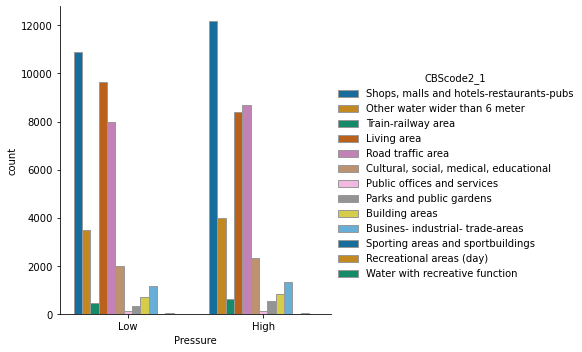 12000
10000
8000
6000
4000
2000
0
count
Low
High
Pressure
CBScode2_1
Shops, malls and hotels-restaurants-pubs
Other water wider than 6 meter
Train-railway area
Living area
Road traffic area
Cultural, social, medical, educational
Public offices and services
Parks and public gardens
Building areas
Busines- industrial- trade-areas
Sporting areas and sportbuildings
Recreational areas (day)
Water with recreative function